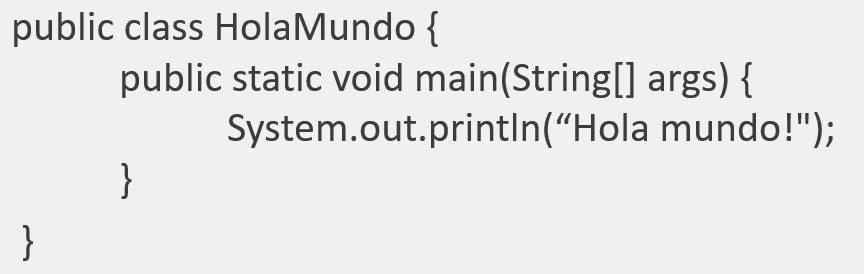 public class HolaMundo {
public static void main(String[] args) {
System.out.println(“Hola mundo!");
}
}